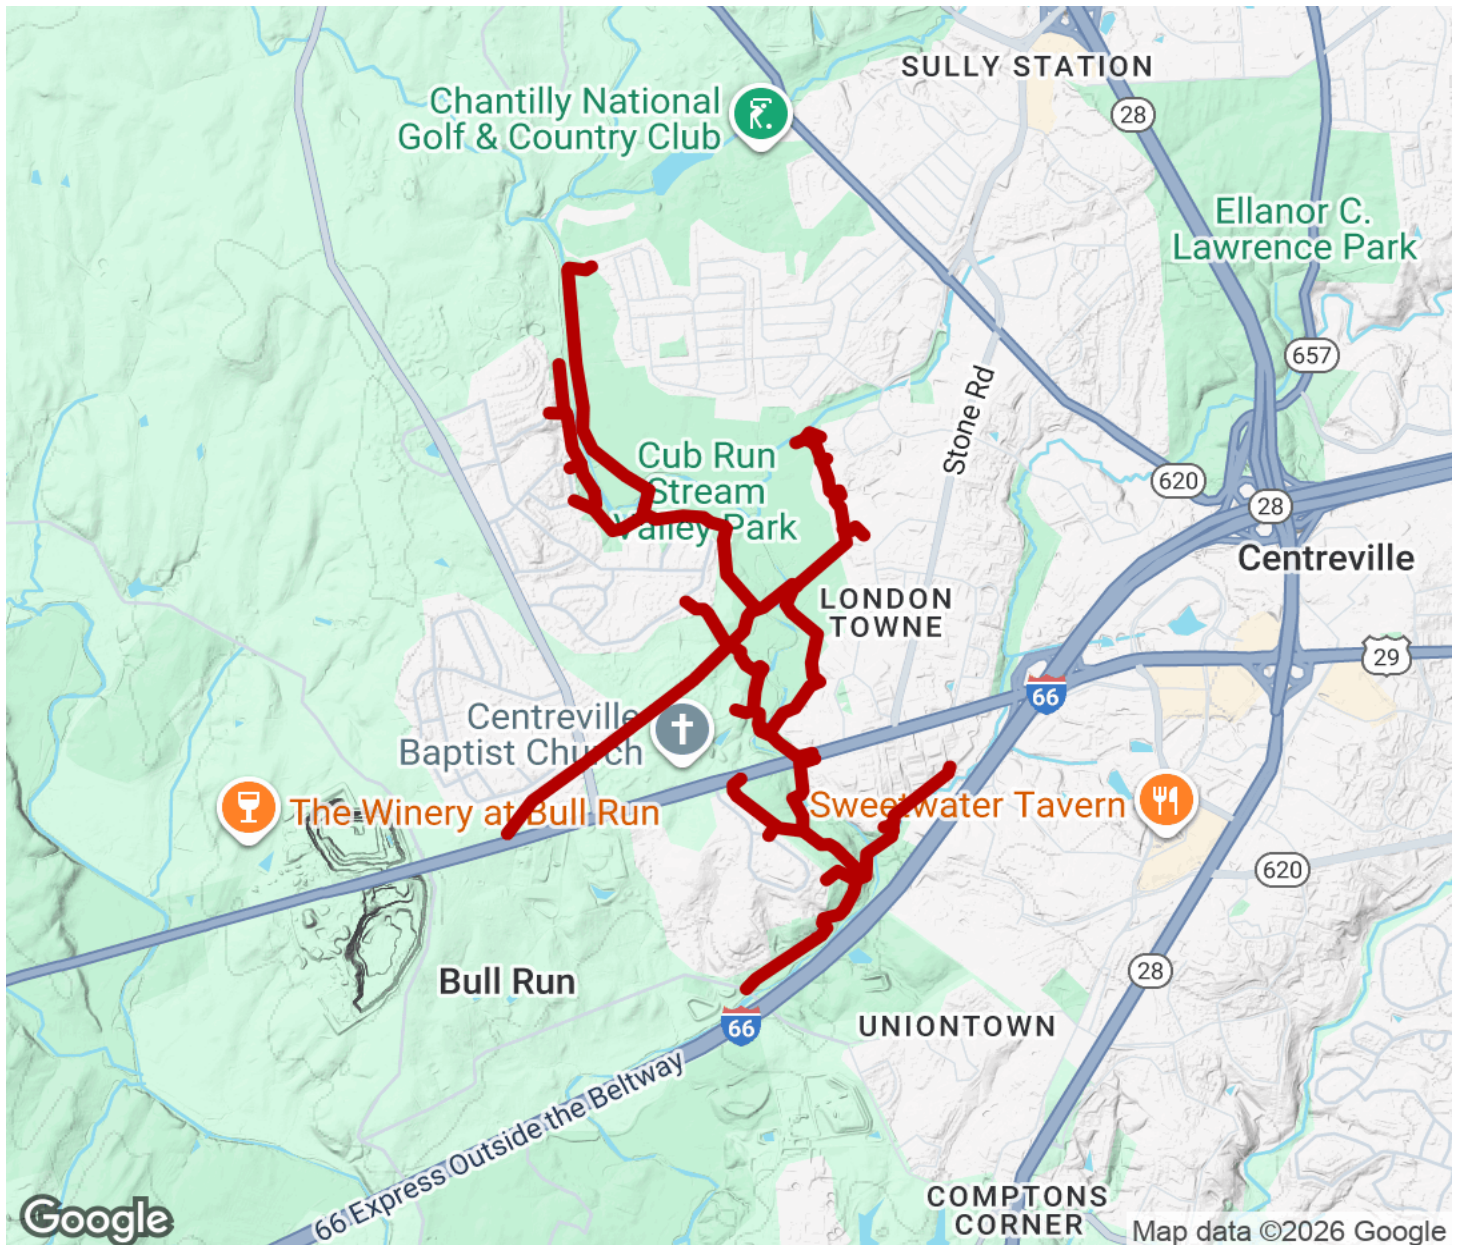 SULLY STATION
Chantilly National
Golf & Country Club
28
Ellanor C.
Lawrence Park
657
Stone Rd
Cub Run
Stream
Valley Park
620
28
Centreville
LONDON
TOWNE
29
66
Centreville
Baptist Church
The Winery at Bull Run
Sweetwater Tavern
620
Bull Run
28
66
UNIONTOWN
66 Express Outside the Beltway
COMPTONS
CORNER
Google
Map data ©2026 Google